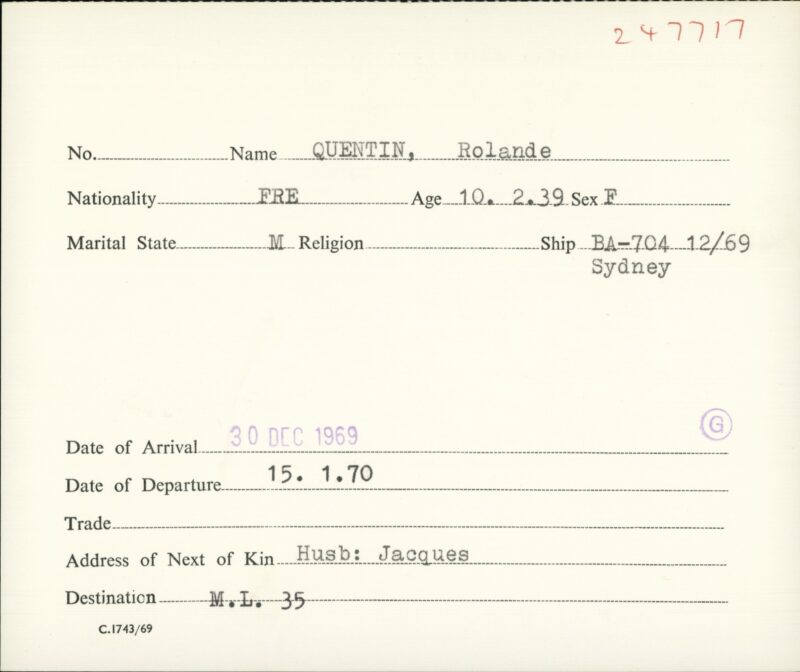 247717
No. Name QUENTIN, Rolande
Nationality FRE Age 10. 2.39 Sex F
Marital State M Religion Ship BA-704 12/69
Sydney
G
Date of Arrival 30 DEC 1969
Date of Departure 15. 1.70
Trade
Address of Next of Kin Husb: Jacques
Destination M.L. 35
C.1743/69